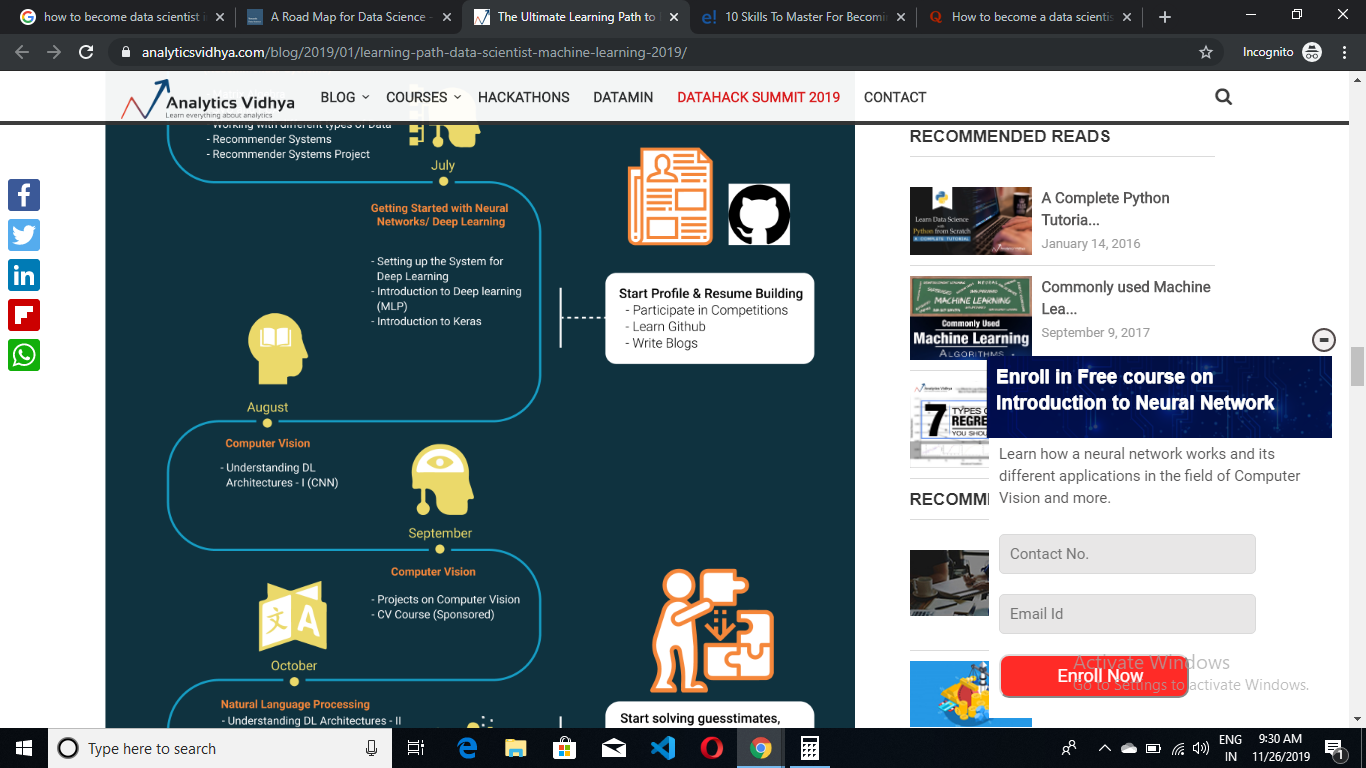 how to become data scientist i
A Road Map for Data Science -
The Ultimate Learning Path to
10 Skills To Master For Becomi
How to become a data scientis
analyticsvidhya.com/blog/2019/01/learning-path-data-scientist-machine-learning-2019/
Incognito
Analytics Vidhya
Learn everything about analytics
BLOG
COURSES
HACKATHONS
DATAMIN
DATAHACK SUMMIT 2019
CONTACT
- Working with different types of Data
- Recommender Systems
- Recommender Systems Project
July
Getting Started with Neural
Networks/ Deep Learning
- Setting up the System for
Deep Learning
- Introduction to Deep learning
(MLP)
- Introduction to Keras
Start Profile & Resume Building
- Participate in Competitions
- Learn Github
- Write Blogs
August
Computer Vision
- Understanding DL
Architectures - I (CNN)
September
Computer Vision
- Projects on Computer Vision
- CV Course (Sponsored)
October
Natural Language Processing
- Understanding DL Architectures - II
Start solving guesstimates,
RECOMMENDED READS
Learn Data Science
with
Python from Scratch
A COMPLETE TUTORIAL
A Complete Python
Tutoria...
January 14, 2016
MACHINE LEARNING
Commonly Used
Machine Learning
ALGORITHMS
Commonly used Machine
Lea...
September 9, 2017
7 TYPES O
REGRE
YOU SHOU
RECOMM
Enroll in Free course on
Introduction to Neural Network
Learn how a neural network works and its
different applications in the field of Computer
Vision and more.
Contact No.
Email Id
Enroll Now
Activate Windows
Go to Settings to activate Windows.
Type here to search
ENG
IN
9:30 AM
11/26/2019
1